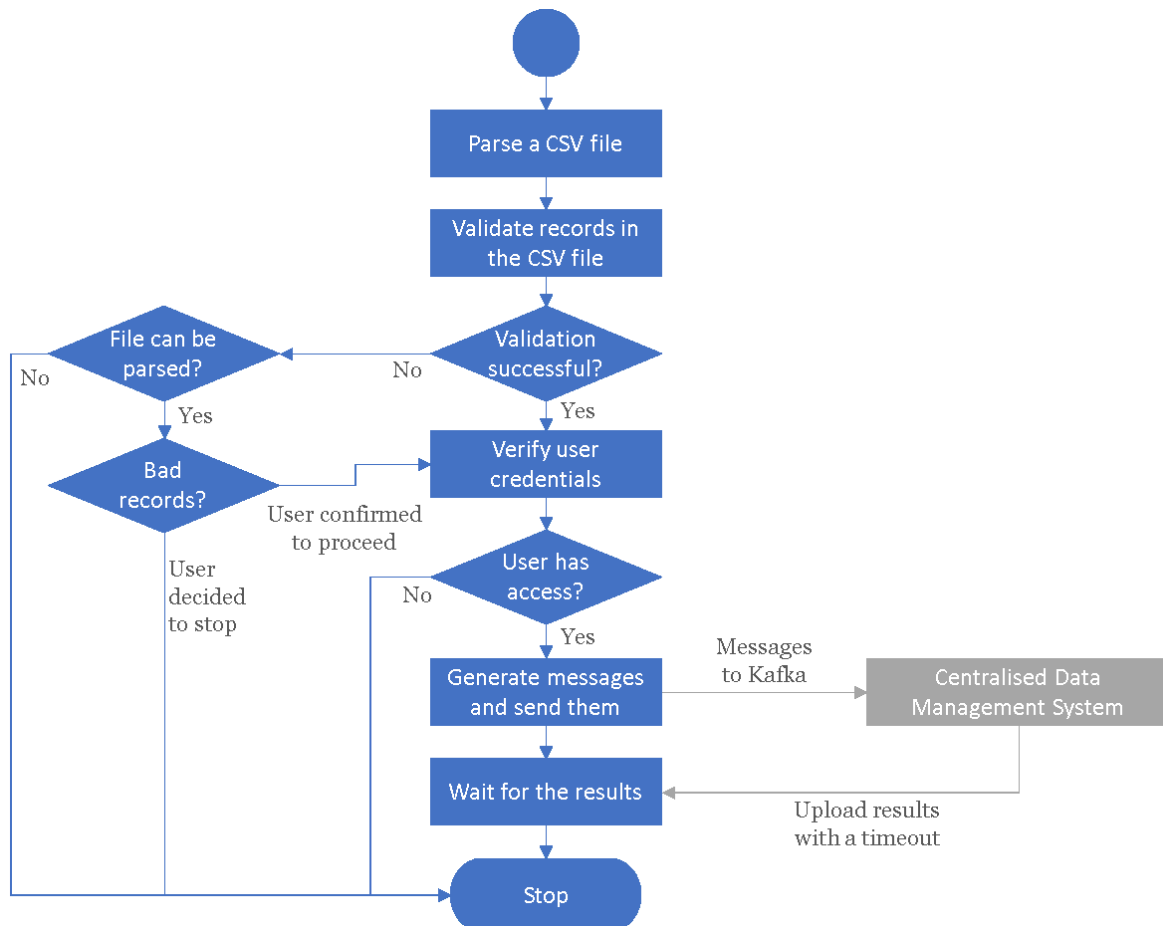 Parse a CSV file
Validate records in
the CSV file
File can be
parsed?
Validation
successful?
No
No
Yes
Yes
Bad
records?
Verify user
credentials
User confirmed
to proceed
User
decided
to stop
User has
access?
No
Yes
Messages
to Kafka
Generate messages
and send them
Centralised Data
Management System
Wait for the results
Upload results
with a timeout
Stop